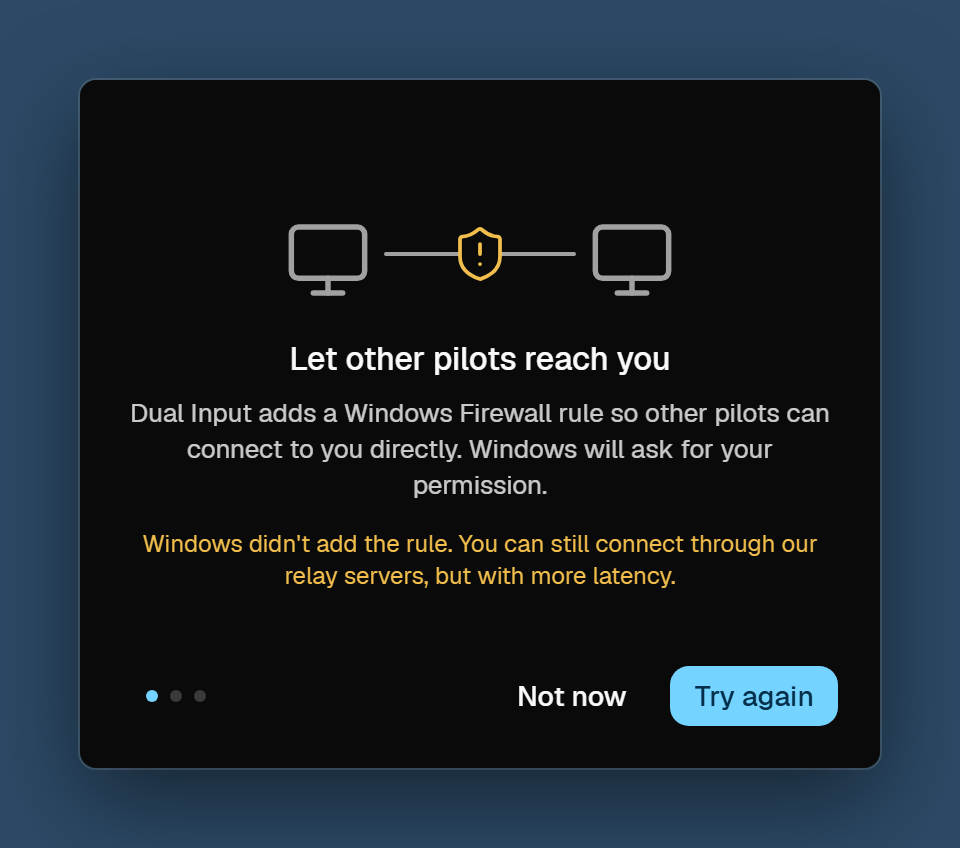 Let other pilots reach you
Dual Input adds a Windows Firewall rule so other pilots can
connect to you directly. Windows will ask for your
permission.
Windows didn't add the rule. You can still connect through our
relay servers, but with more latency.
Not now
Try again